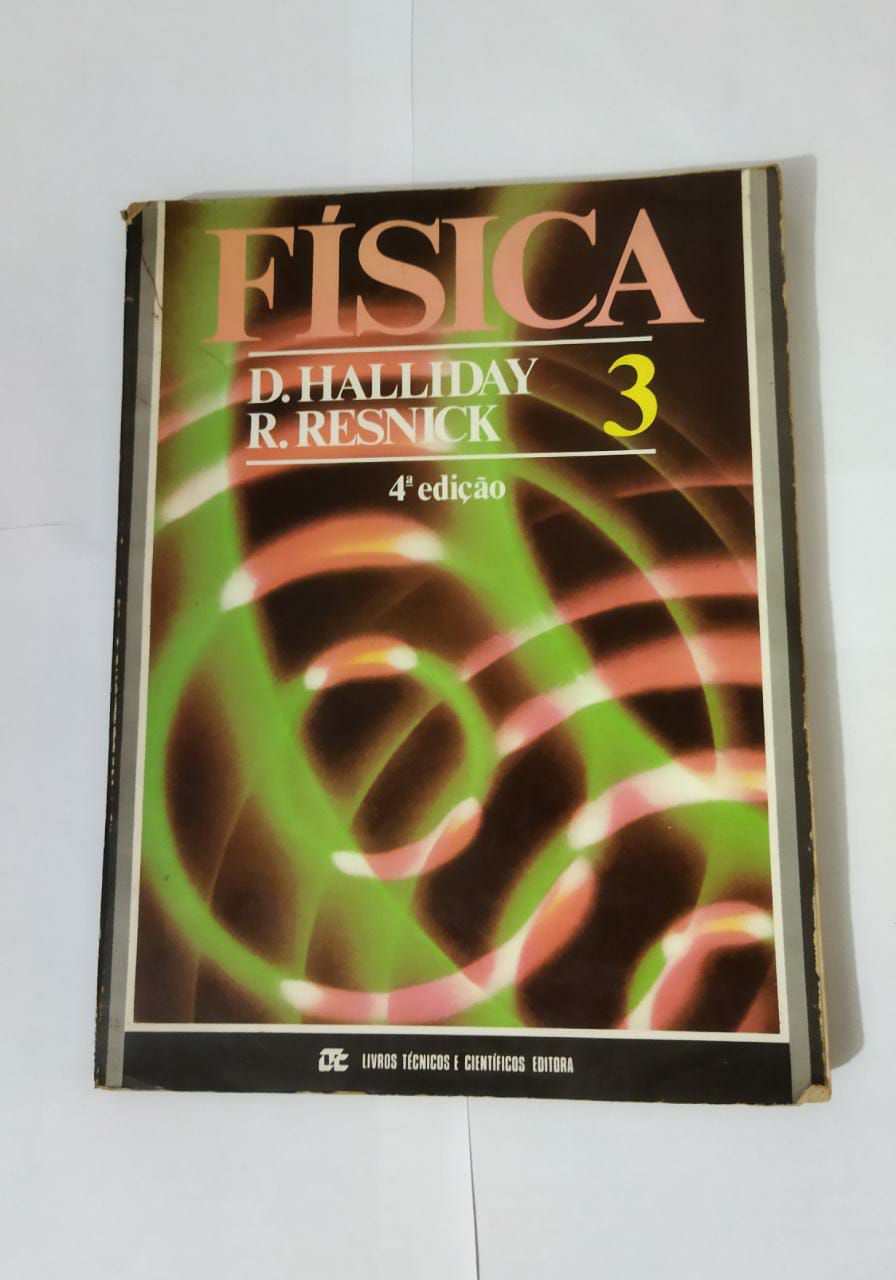 FÍSICA
D. HALLIDAY
R. RESNICK
3
4ª edição
LTC LIVROS TÉCNICOS E CIENTÍFICOS EDITORA